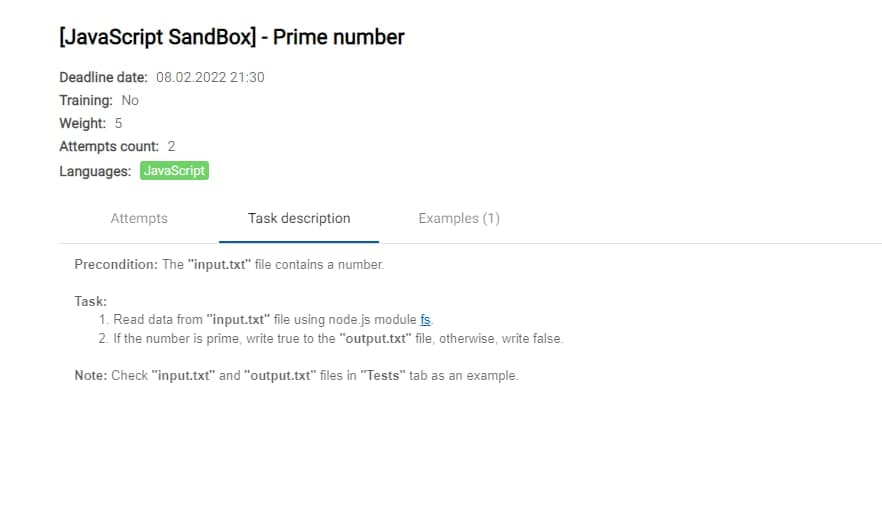 [JavaScript SandBox] - Prime number
Deadline date: 08.02.2022 21:30
Training: No
Weight: 5
Attempts count: 2
Languages: JavaScript
Attempts Task description Examples (1)
Precondition: The "input.txt" file contains a number.
Task:
1. Read data from "input.txt" file using node.js module fs.
2. If the number is prime, write true to the "output.txt" file, otherwise, write false.
Note: Check "input.txt" and "output.txt" files in "Tests" tab as an example.